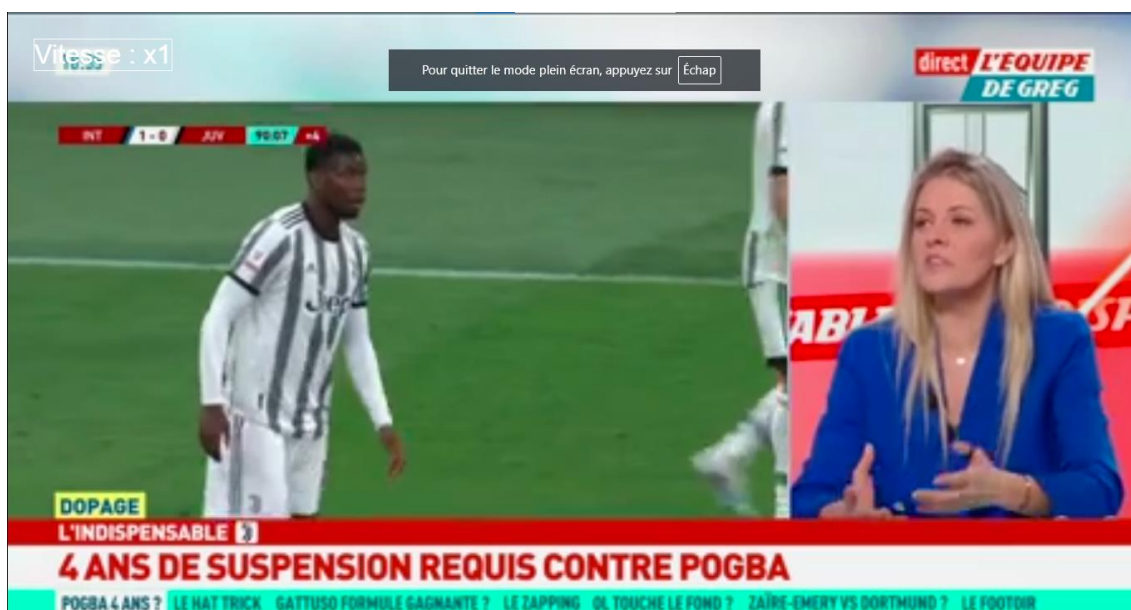 Vitesse : x1
Pour quitter le mode plein écran, appuyez sur Échap
direct L'ÉQUIPE
DE GREG
INT 1-0 JUV 90:07 +4
Jeep
DOPAGE
L'INDISPENSABLE
4 ANS DE SUSPENSION REQUIS CONTRE POGBA
POGBA 4 ANS ? LE HAT TRICK GATTUSO FORMULE GAGNANTE ? LE ZAPPING OL TOUCHE LE FOND ? ZAÏRE-EMERY VS DORTMUND ? LE FOOTOIR